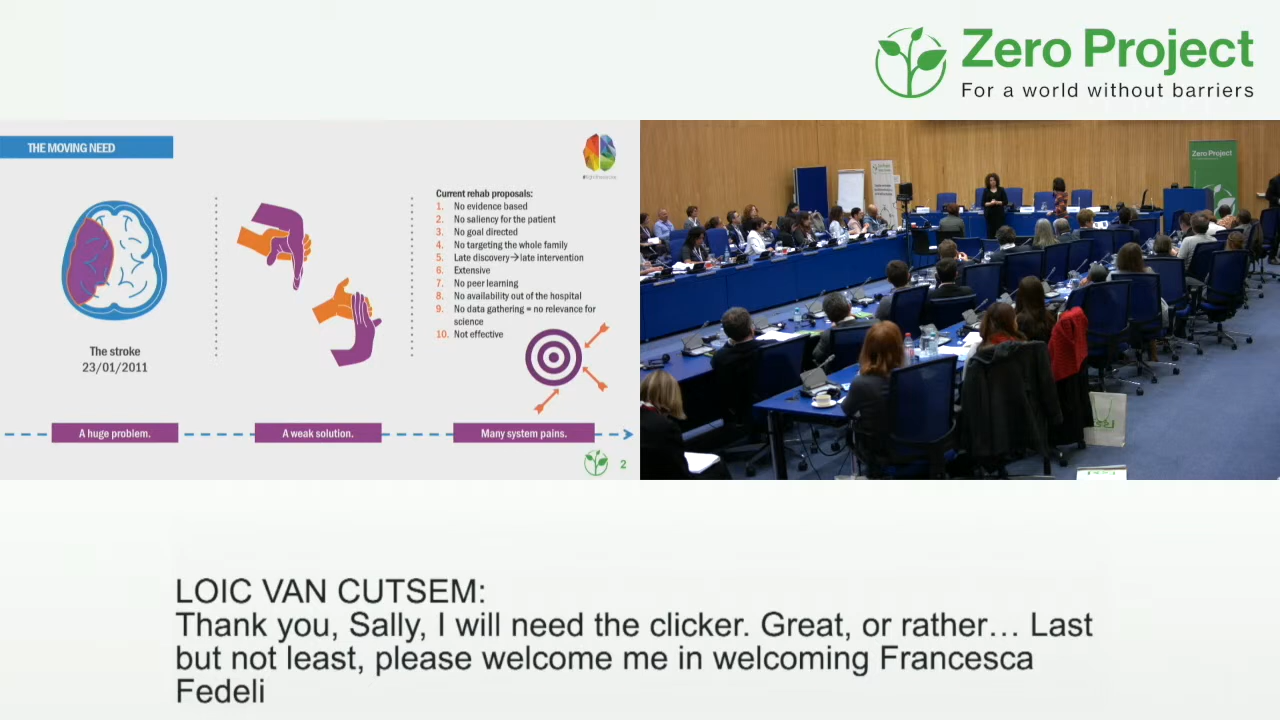 Zero Project
For a world without barriers
THE MOVING NEED
The stroke
23/01/2011
Current rehab proposals:
1. No evidence based
2. No saliency for the patient
3. No goal directed
4. No targeting the whole family
5. Late discovery→late intervention
6. Extensive
7. No peer learning
8. No availability out of the hospital
9. No data gathering = no relevance for
science
10. Not effective
A huge problem.
A weak solution.
Many system pains.
2
Zero Project
LOIC VAN CUTSEM:
Thank you, Sally, I will need the clicker. Great, or rather… Last
but not least, please welcome me in welcoming Francesca
Fedeli